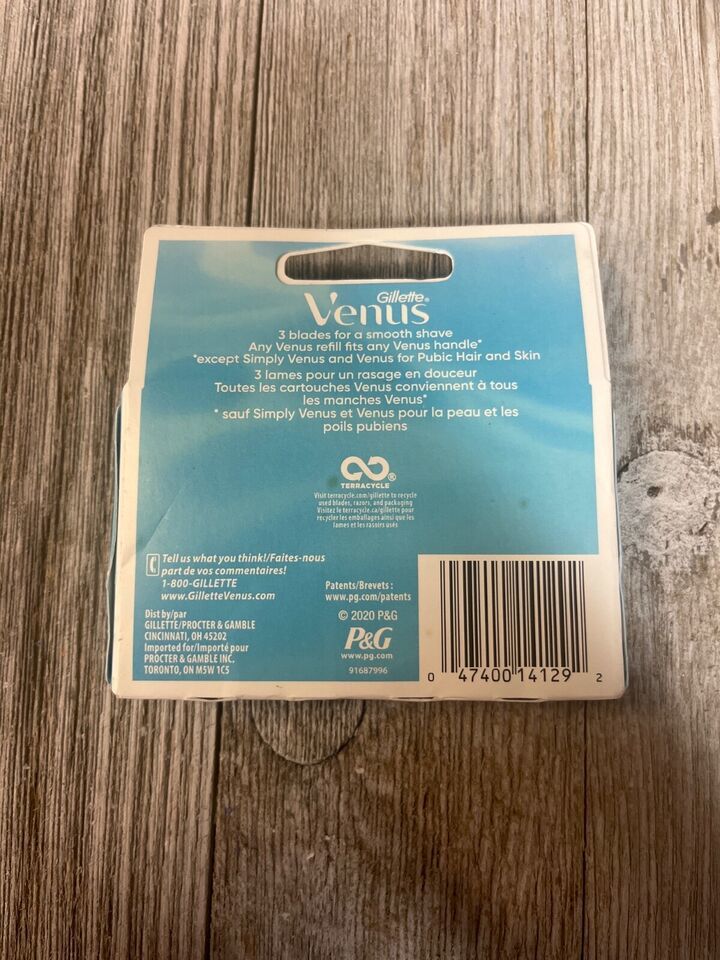 Gillette®
Venus
3 blades for a smooth shave
Any Venus refill fits any Venus handle*
*except Simply Venus and Venus for Pubic Hair and Skin
3 lames pour un rasage en douceur
Toutes les cartouches Venus conviennent à tous
les manches Venus*
* sauf Simply Venus et Venus pour la peau et les
poils pubiens
®
TERRACYCLE
Visit terracycle.com/gillette to recycle
used blades, razors, and packaging
Visitez le terracycle.ca/gillette pour
recycler les emballages ainsi que les
lames et les rasoirs usés
Tell us what you think!/Faites-nous
part de vos commentaires!
1-800-GILLETTE
www.GilletteVenus.com
Dist by/par
GILLETTE/PROCTER & GAMBLE
CINCINNATI, OH 45202
Imported for/Importé pour
PROCTER & GAMBLE INC.
TORONTO, ON M5W 1C5
Patents/Brevets :
www.pg.com/patents
© 2020 P&G
P&G
www.pg.com
91687996
0 47400 14129 2